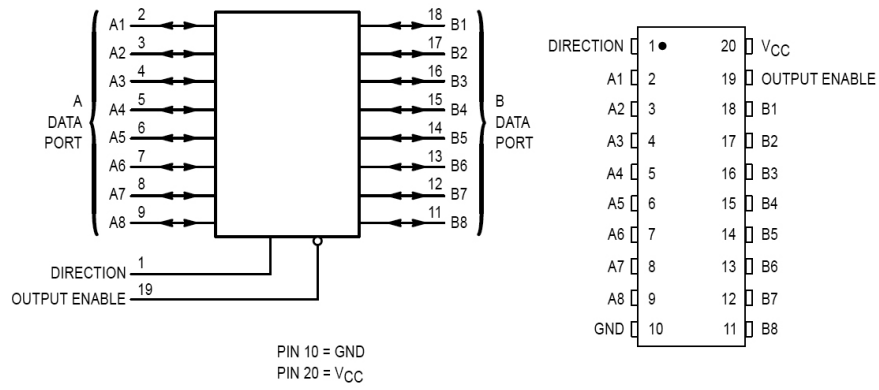 A1 2
A2 3
A3 4
A4 5
A5 6
A6 7
A7 8
A8 9
A
DATA
PORT
18 B1
17 B2
16 B3
15 B4
14 B5
13 B6
12 B7
11 B8
B
DATA
PORT
DIRECTION 1
OUTPUT ENABLE 19
PIN 10 = GND
PIN 20 = VCC
DIRECTION 1 20 VCC
A1 2 19 OUTPUT ENABLE
A2 3 18 B1
A3 4 17 B2
A4 5 16 B3
A5 6 15 B4
A6 7 14 B5
A7 8 13 B6
A8 9 12 B7
GND 10 11 B8